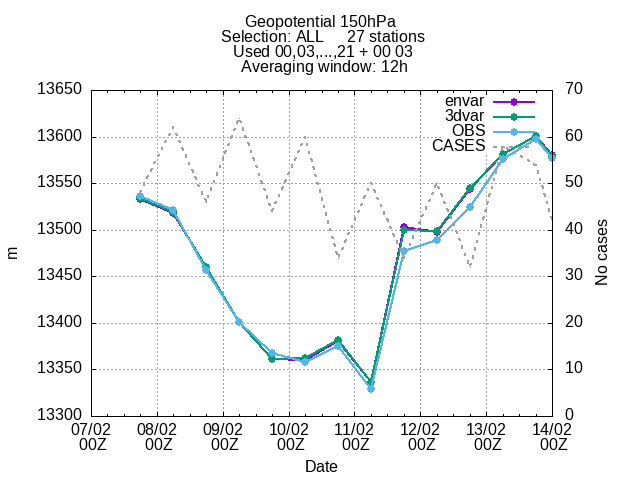 Geopotential 150hPa
Selection: ALL 27 stations
Used 00,03,...,21 + 00 03
Averaging window: 12h
13650
13600
13550
13500
13450
13400
13350
13300
m
70
60
50
40
30
20
10
0
No cases
envar
3dvar
OBS
CASES
07/02 08/02 09/02 10/02 11/02 12/02 13/02 14/02
00Z 00Z 00Z 00Z 00Z 00Z 00Z 00Z
Date